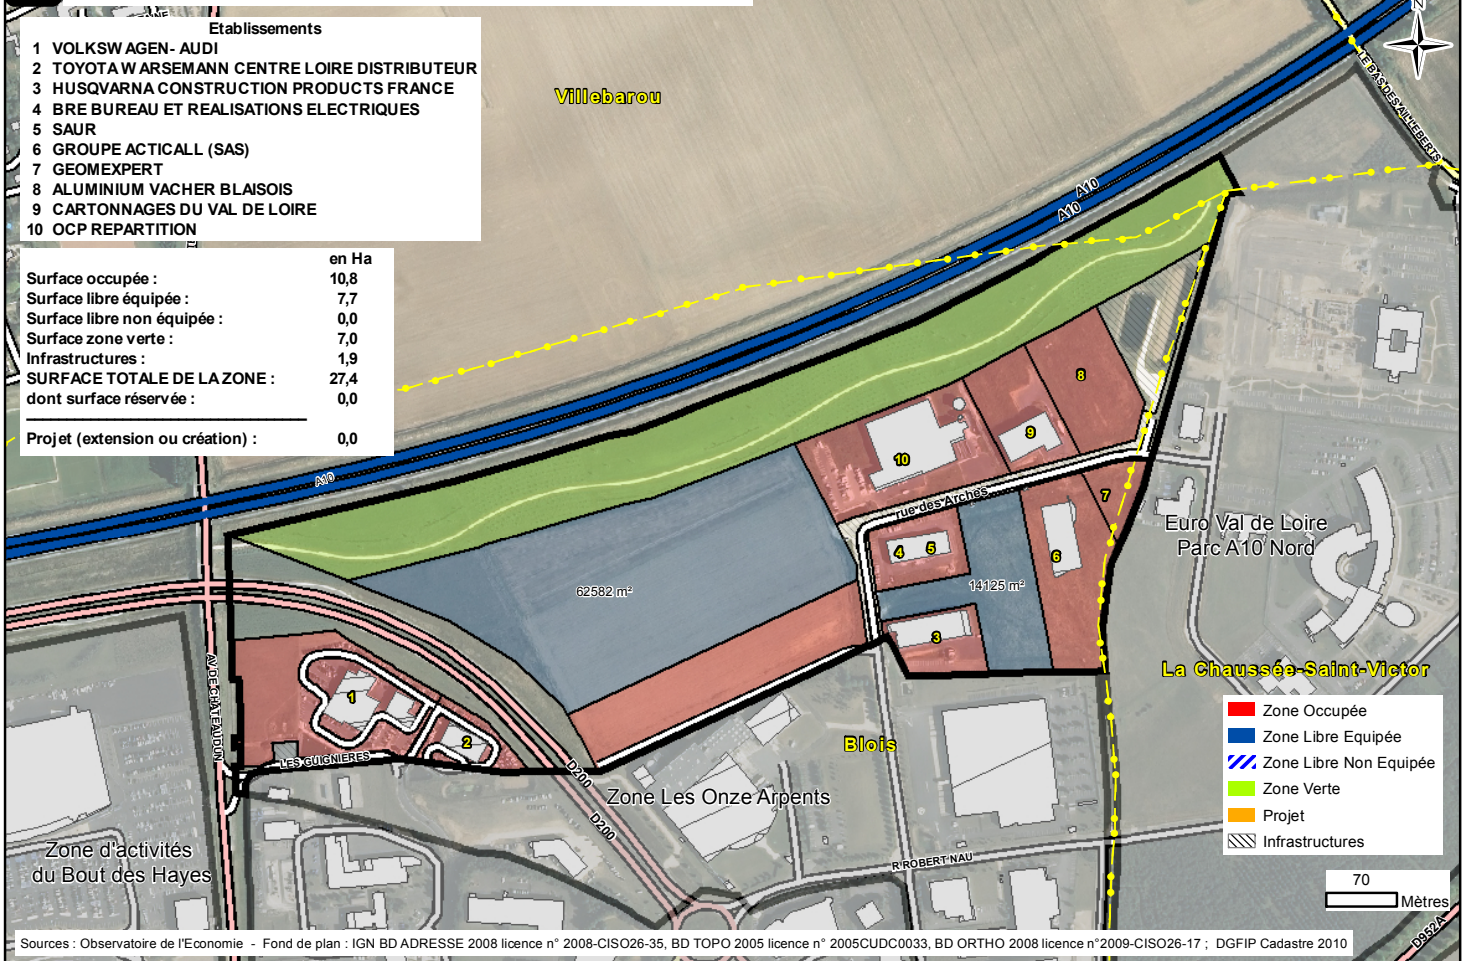 Etablissements
1 VOLKSWAGEN- AUDI
2 TOYOTA WARSEMANN CENTRE LOIRE DISTRIBUTEUR
3 HUSQVARNA CONSTRUCTION PRODUCTS FRANCE
4 BRE BUREAU ET REALISATIONS ELECTRIQUES
5 SAUR
6 GROUPE ACTICALL (SAS)
7 GEOMEXPERT
8 ALUMINIUM VACHER BLAISOIS
9 CARTONNAGES DU VAL DE LOIRE
10 OCP REPARTITION
en Ha
Surface occupée : 10,8
Surface libre équipée : 7,7
Surface libre non équipée : 0,0
Surface zone verte : 7,0
Infrastructures : 1,9
SURFACE TOTALE DE LA ZONE : 27,4
dont surface réservée : 0,0
Projet (extension ou création) : 0,0
Villebarou
LE BAS DES AILLEBERTS
A10
A10
A10
8
9
10
rue des Arches
7
4
5
6
62582 m²
14125 m²
3
Euro Val de Loire
Parc A10 Nord
La Chaussée-Saint-Victor
AV DE CHATEAUDUN
1
2
LES GUIGNIERES
Blois
D200
D200
Zone Les Onze Arpents
Zone d'activités
du Bout des Hayes
R ROBERT NAU
Zone Occupée
Zone Libre Equipée
Zone Libre Non Equipée
Zone Verte
Projet
Infrastructures
70
Mètres
D952A
Sources : Observatoire de l'Economie - Fond de plan : IGN BD ADRESSE 2008 licence n° 2008-CISO26-35, BD TOPO 2005 licence n° 2005CUDC0033, BD ORTHO 2008 licence n°2009-CISO26-17 ; DGFIP Cadastre 2010